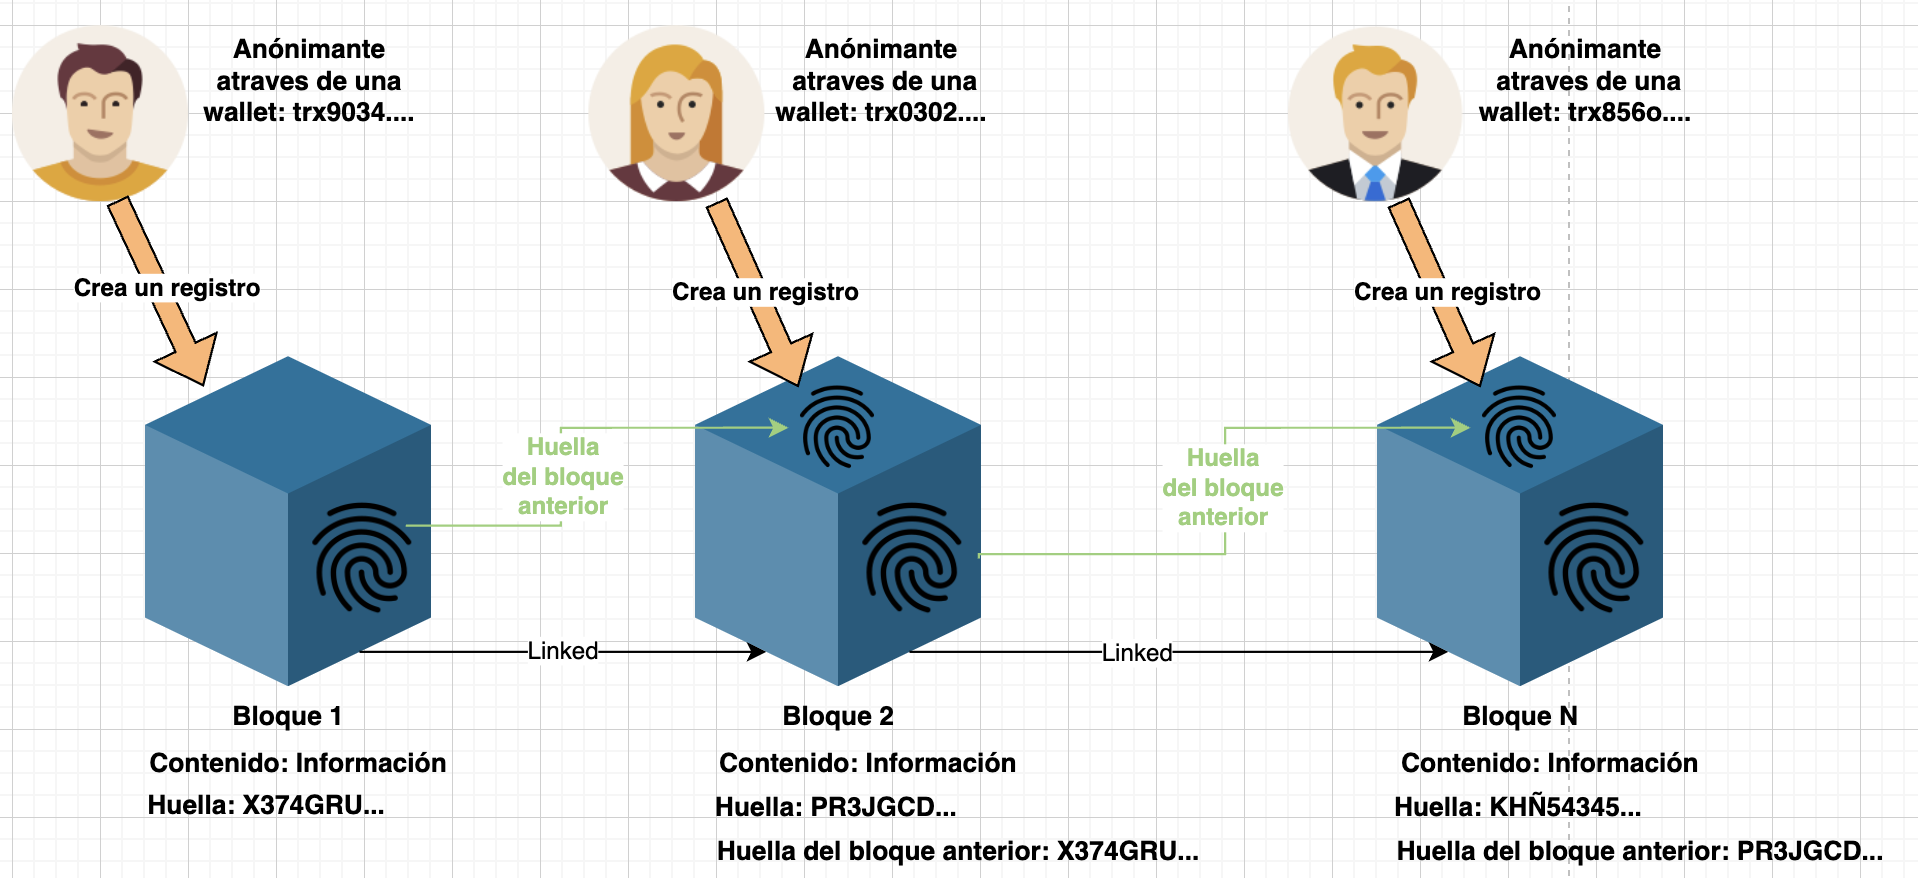 Anónimante
atraves de una
wallet: trx9034....
Anónimante
atraves de una
wallet: trx0302....
Anónimante
atraves de una
wallet: trx856o....
Crea un registro
Crea un registro
Crea un registro
Huella
del bloque
anterior
Huella
del bloque
anterior
Linked
Linked
Bloque 1
Contenido: Información
Huella: X374GRU...
Bloque 2
Contenido: Información
Huella: PR3JGCD...
Huella del bloque anterior: X374GRU...
Bloque N
Contenido: Información
Huella: KHÑ54345...
Huella del bloque anterior: PR3JGCD...